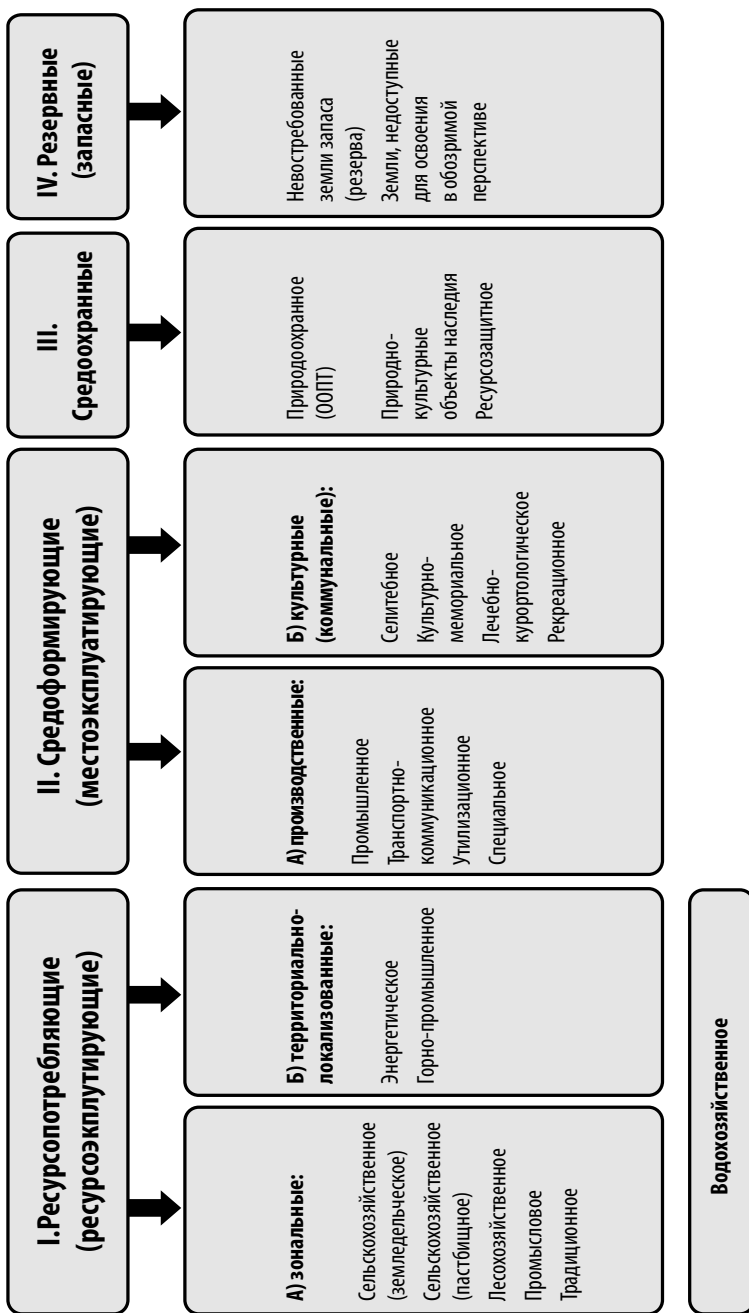 I.Ресурсопотребляющие
(ресурсоэкплутирующие)
II. Средоформирующие
(местоэксплуатирующие)
III.
Средоохранные
IV. Резервные
(запасные)
А) зональные:
Сельскохозяйственное
(земледельческое)
Сельскохозяйственное
(пастбищное)
Лесохозяйственное
Промысловое
Традиционное
Б) территориально-
локализованные:
Энергетическое
Горно-промышленное
А) производственные:
Промышленное
Транспортно-
коммуникационное
Утилизационное
Специальное
Б) культурные
(коммунальные):
Селитебное
Культурно-
мемориальное
Лечебно-
курортологическое
Рекреационное
Природоохранное
(ООПТ)
Природно-
культурные
объекты наследия
Ресурсозащитное
Невостребованные
земли запаса
(резерва)
Земли, недоступные
для освоения
в обозримой
перспективе
Водохозяйственное